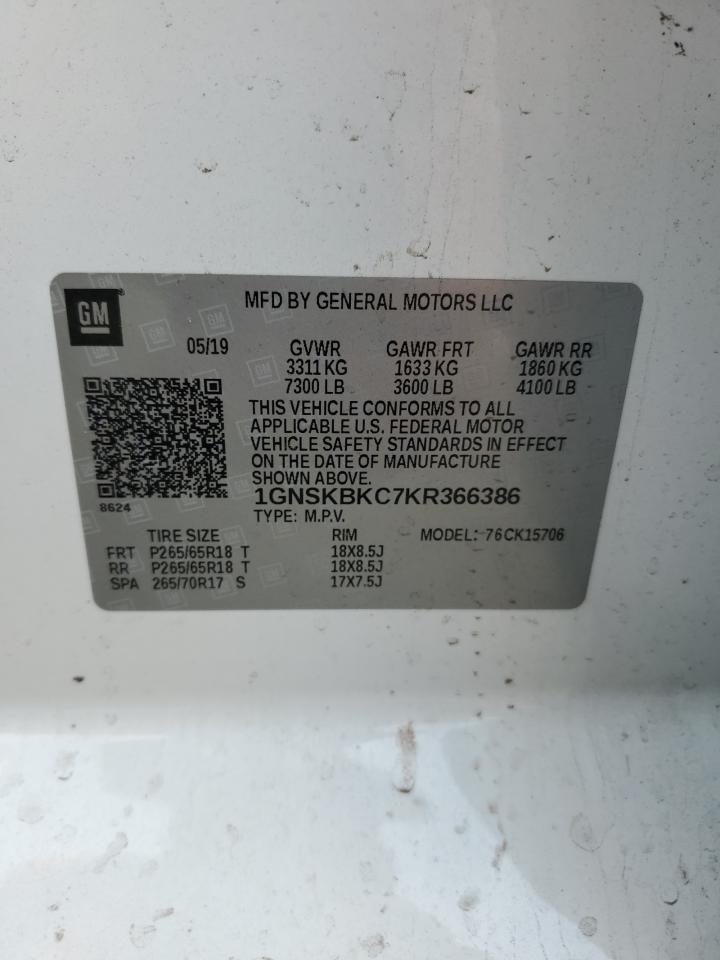 GM
MFD BY GENERAL MOTORS LLC
05/19 GVWR GAWR FRT GAWR RR
3311 KG 1633 KG 1860 KG
7300 LB 3600 LB 4100 LB
THIS VEHICLE CONFORMS TO ALL
APPLICABLE U.S. FEDERAL MOTOR
VEHICLE SAFETY STANDARDS IN EFFECT
ON THE DATE OF MANUFACTURE
SHOWN ABOVE.
8624 1GNSKBKC7KR366386
TYPE: M.P.V.
TIRE SIZE RIM MODEL: 76CK15706
FRT P265/65R18 T 18X8.5J
RR P265/65R18 T 18X8.5J
SPA 265/70R17 S 17X7.5J